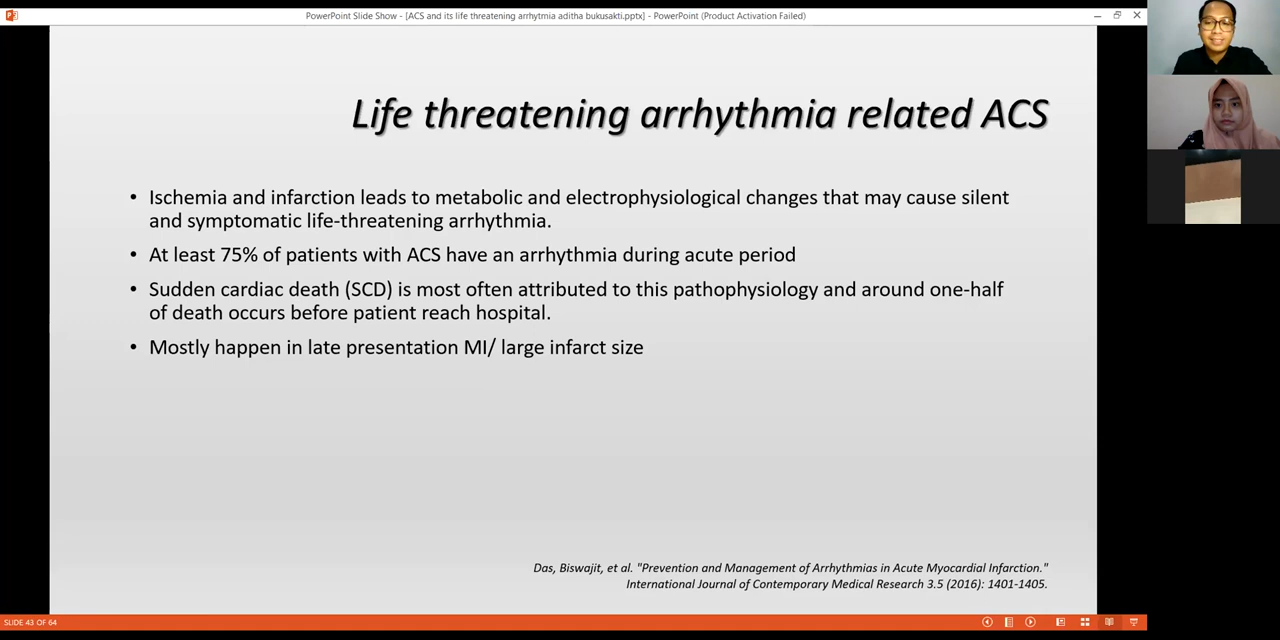 PowerPoint Slide Show - [ACS and its life threatening arrhytmia aditha bukusakti.pptx] - PowerPoint (Product Activation Failed)
Life threatening arrhythmia related ACS
• Ischemia and infarction leads to metabolic and electrophysiological changes that may cause silent
and symptomatic life-threatening arrhythmia.
• At least 75% of patients with ACS have an arrhythmia during acute period
• Sudden cardiac death (SCD) is most often attributed to this pathophysiology and around one-half
of death occurs before patient reach hospital.
• Mostly happen in late presentation MI/ large infarct size
Das, Biswajit, et al. "Prevention and Management of Arrhythmias in Acute Myocardial Infarction."
International Journal of Contemporary Medical Research 3.5 (2016): 1401-1405.
SLIDE 43 OF 64